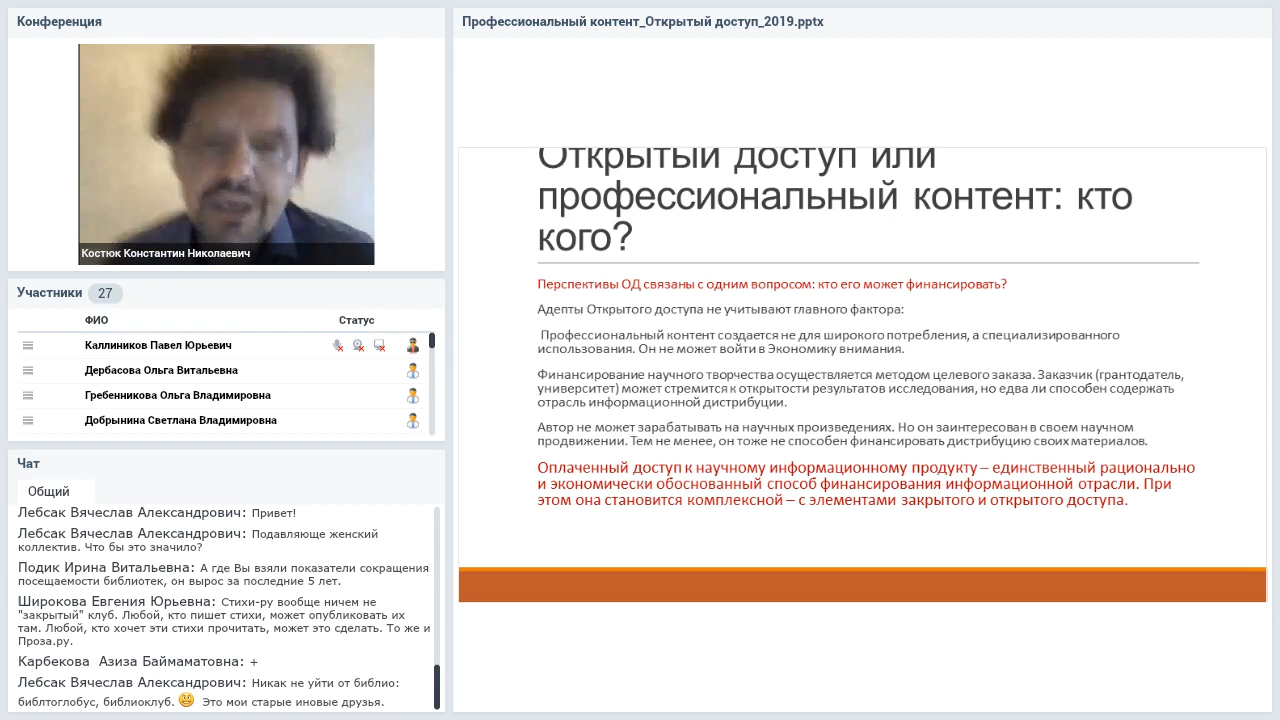 Конференция
Костюк Константин Николаевич
Участники 27
ФИО Статус
Каллиников Павел Юрьевич
Дербасова Ольга Витальевна
Гребенникова Ольга Владимировна
Добрынина Светлана Владимировна
Чат
Общий
Лебсак Вячеслав Александрович: Привет!
Лебсак Вячеслав Александрович: Подавляюще женский
коллектив. Что бы это значило?
Подик Ирина Витальевна: А где Вы взяли показатели сокращения
посещаемости библиотек, он вырос за последние 5 лет.
Широкова Евгения Юрьевна: Стихи-ру вообще ничем не
"закрытый" клуб. Любой, кто пишет стихи, может опубликовать их
там. Любой, кто хочет эти стихи прочитать, может это сделать. То же и
Проза.ру.
Карбекова Азиза Баймаматовна: +
Лебсак Вячеслав Александрович: Никак не уйти от библио:
библтоглобус, библиоклуб. Это мои старые иновые друзья.
Профессиональный контент_Открытый доступ_2019.pptx
Открытый доступ или
профессиональный контент: кто
кого?
Перспективы ОД связаны с одним вопросом: кто его может финансировать?
Адепты Открытого доступа не учитывают главного фактора:
Профессиональный контент создается не для широкого потребления, а специализированного
использования. Он не может войти в Экономику внимания.
Финансирование научного творчества осуществляется методом целевого заказа. Заказчик (грантодатель,
университет) может стремится к открытости результатов исследования, но едва ли способен содержать
отрасль информационной дистрибуции.
Автор не может зарабатывать на научных произведениях. Но он заинтересован в своем научном
продвижении. Тем не менее, он тоже не способен финансировать дистрибуцию своих материалов.
Оплаченный доступ к научному информационному продукту – единственный рационально
и экономически обоснованный способ финансирования информационной отрасли. При
этом она становится комплексной – с элементами закрытого и открытого доступа.